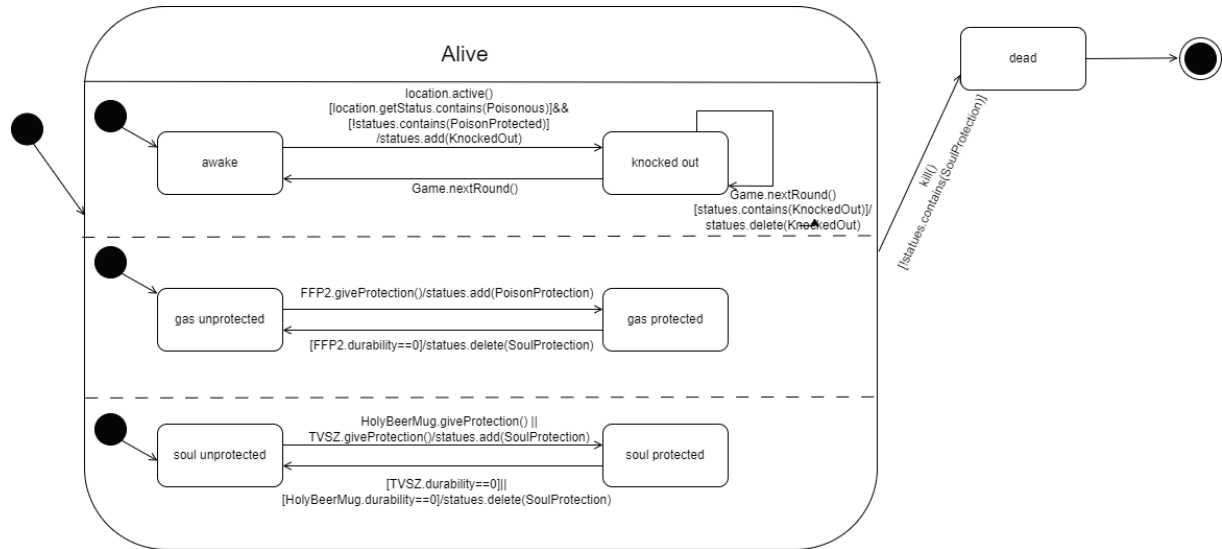 Alive
dead
location.active()
[location.getStatus.contains(Poisonous)]&&
[!statues.contains(PoisonProtected)]
/statues.add(KnockedOut)
awake
knocked out
Game.nextRound()
Game.nextRound()
[statues.contains(KnockedOut)]/
statues.delete(KnockedOut)
kill()
[!statues.contains(SoulProtection)]
FFP2.giveProtection()/statues.add(PoisonProtection)
gas unprotected
gas protected
[FFP2.durability==0]/statues.delete(SoulProtection)
HolyBeerMug.giveProtection() ||
TVSZ.giveProtection()/statues.add(SoulProtection)
soul unprotected
soul protected
[TVSZ.durability==0]||
[HolyBeerMug.durability==0]/statues.delete(SoulProtection)